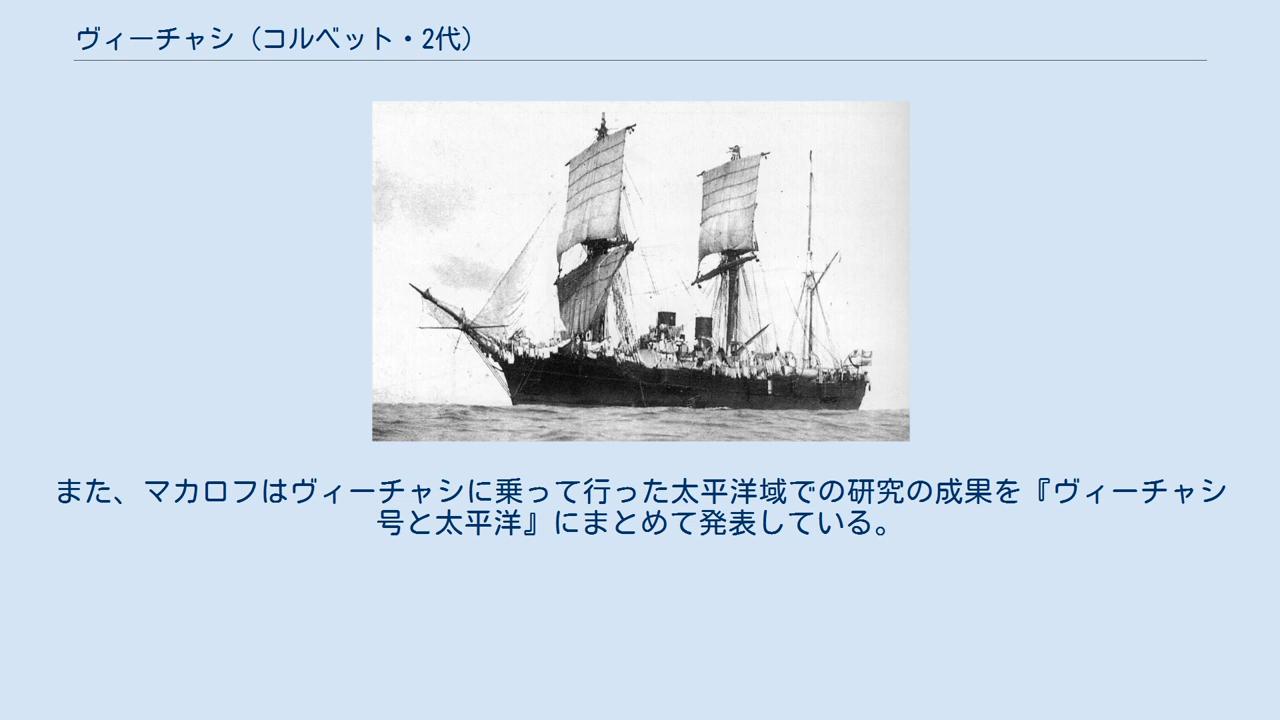 ヴィーチャシ（コルベット・2代）
また、マカロフはヴィーチャシに乗って行った太平洋域での研究の成果を『ヴィーチャシ
号と太平洋』にまとめて発表している。